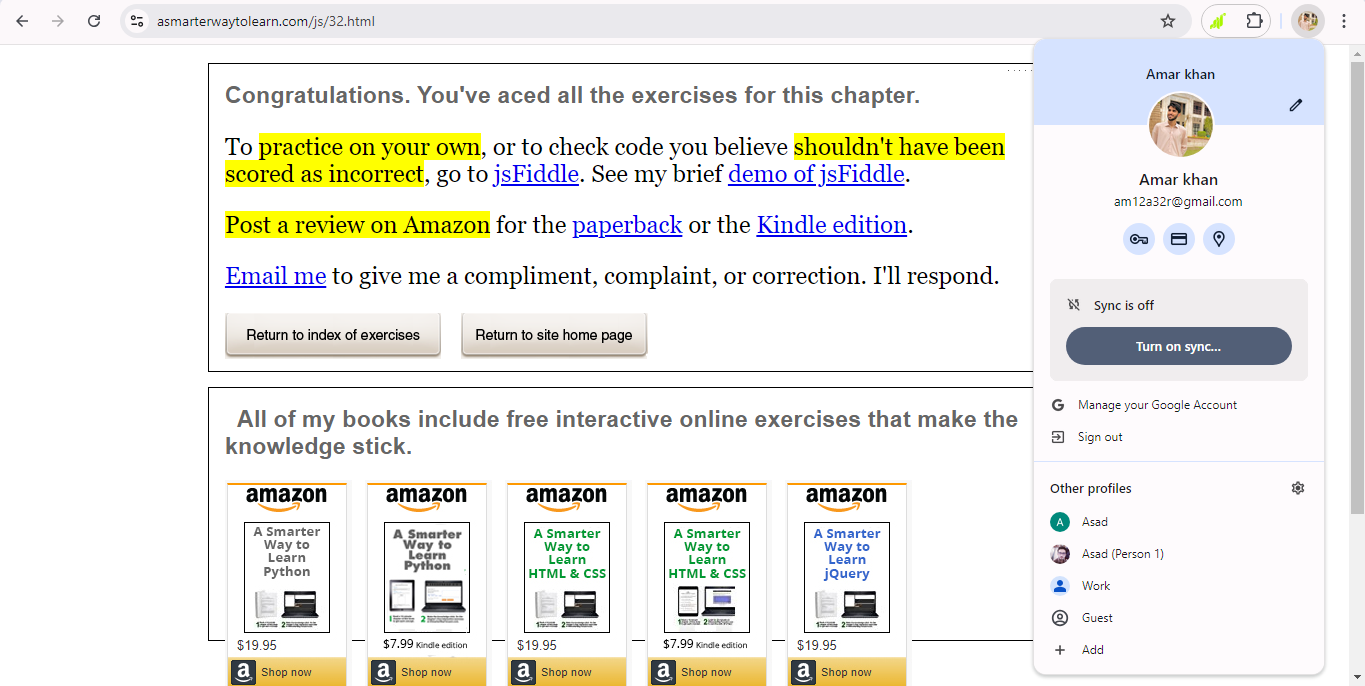 asmarterwaytolearn.com/js/32.html
Congratulations. You've aced all the exercises for this chapter.
To practice on your own, or to check code you believe shouldn't have been
scored as incorrect, go to jsFiddle. See my brief demo of jsFiddle.
Post a review on Amazon for the paperback or the Kindle edition.
Email me to give me a compliment, complaint, or correction. I'll respond.
Return to index of exercises
Return to site home page
All of my books include free interactive online exercises that make the
knowledge stick.
amazon
A Smarter
Way to
Learn
Python
$19.95
Shop now
amazon
A Smarter
Way to
Learn
Python
$7.99 Kindle edition
Shop now
amazon
A Smarter
Way to
Learn
HTML & CSS
$19.95
Shop now
amazon
A Smarter
Way to
Learn
HTML & CSS
$7.99 Kindle edition
Shop now
amazon
A Smarter
Way to
Learn
jQuery
$19.95
Shop now
Amar khan
Amar khan
am12a32r@gmail.com
Sync is off
Turn on sync...
Manage your Google Account
Sign out
Other profiles
A Asad
Asad (Person 1)
Work
Guest
Add